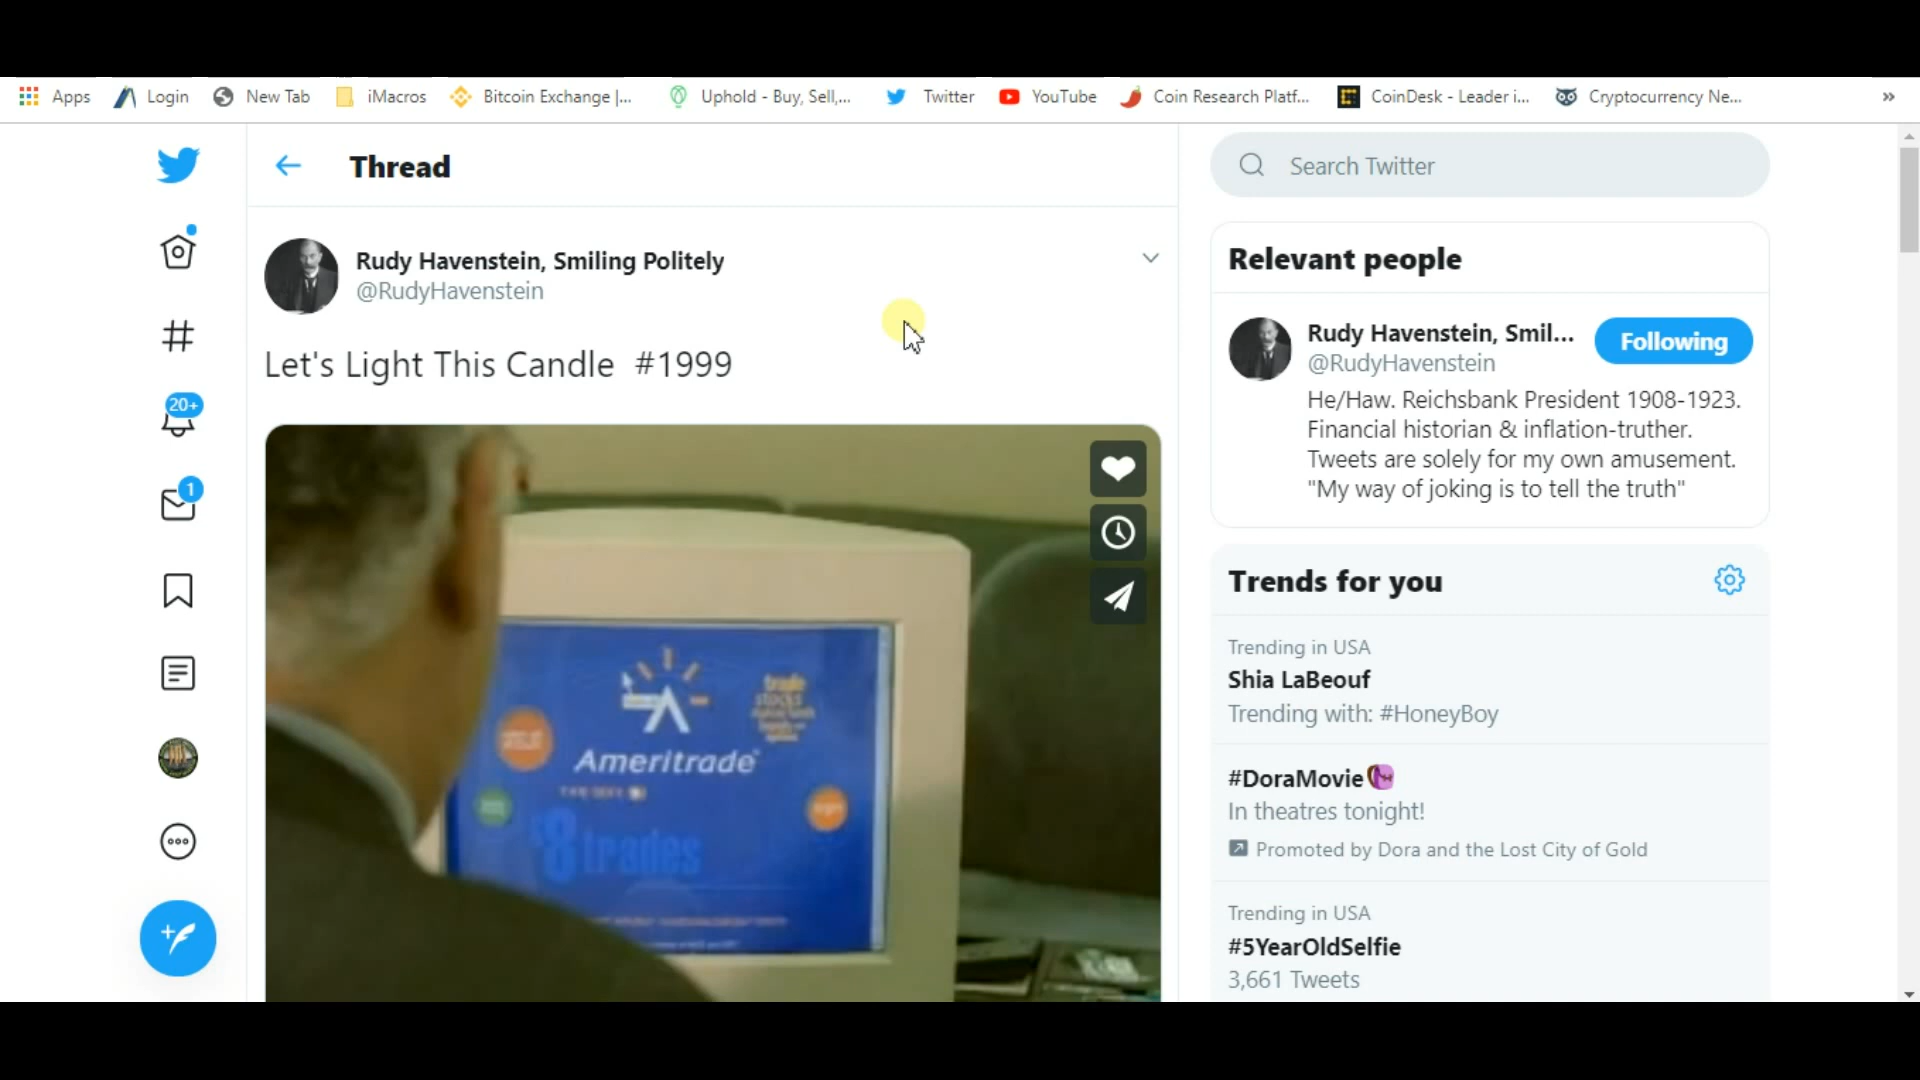 Apps Login New Tab iMacros Bitcoin Exchange |... Uphold - Buy, Sell,... Twitter YouTube Coin Research Platf... CoinDesk - Leader i... Cryptocurrency Ne... »
Thread
Search Twitter
Rudy Havenstein, Smiling Politely
@RudyHavenstein
Let's Light This Candle #1999
20+
1
Ameritrade
$8 trades
trade
stocks
Relevant people
Rudy Havenstein, Smil...
Following
@RudyHavenstein
He/Haw. Reichsbank President 1908-1923.
Financial historian & inflation-truther.
Tweets are solely for my own amusement.
"My way of joking is to tell the truth"
Trends for you
Trending in USA
Shia LaBeouf
Trending with: #HoneyBoy
#DoraMovie
In theatres tonight!
Promoted by Dora and the Lost City of Gold
Trending in USA
#5YearOldSelfie
3,661 Tweets